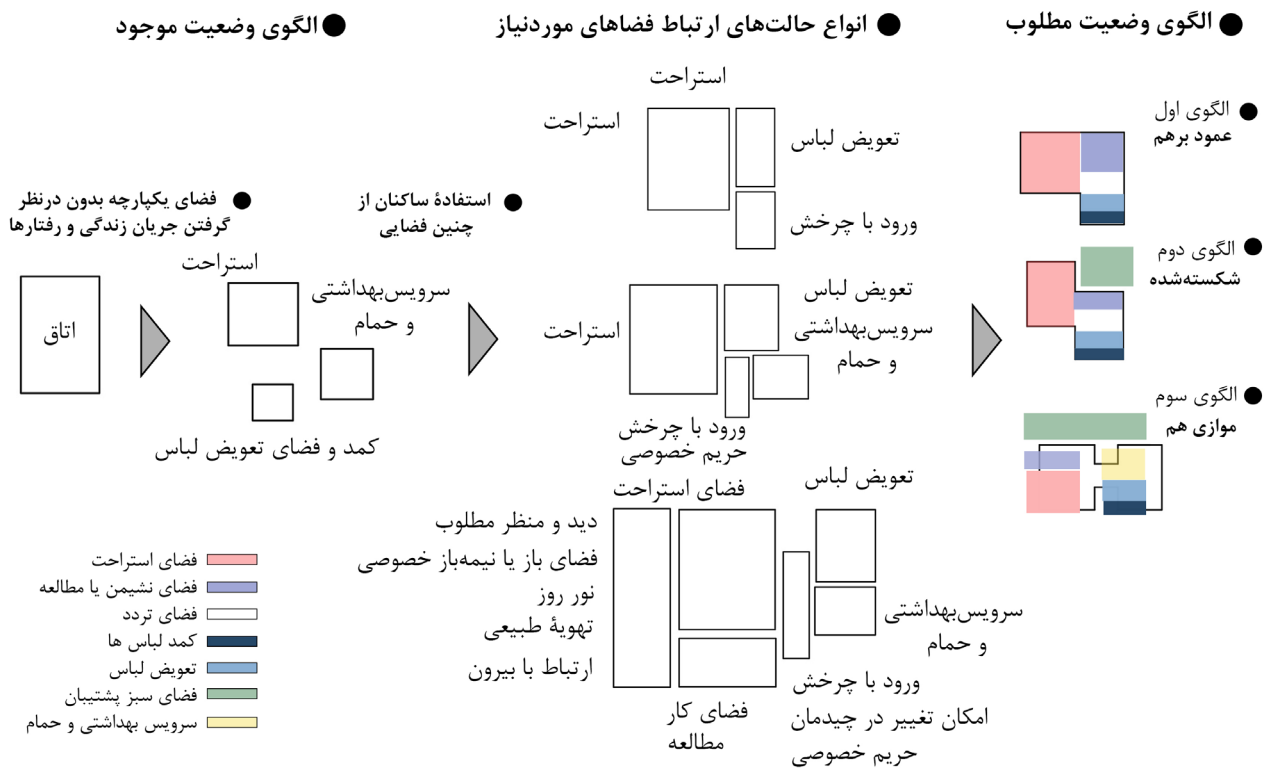 الگوی وضعیت مطلوب
انواع حالت‌های ارتباط فضاهای موردنیاز
الگوی وضعیت موجود
الگوی اول
عمود برهم
الگوی دوم
شکسته‌شده
الگوی سوم
موازی هم
استراحت
استراحت
تعویض لباس
ورود با چرخش
تعویض لباس
سرویس‌بهداشتی
و حمام
استراحت
ورود با چرخش
حریم خصوصی
تعویض لباس
فضای استراحت
دید و منظر مطلوب
فضای باز یا نیمه‌باز خصوصی
نور روز
تهویهٔ طبیعی
ارتباط با بیرون
سرویس‌بهداشتی
و حمام
ورود با چرخش
امکان تغییر در چیدمان
حریم خصوصی
فضای کار
مطالعه
استفادهٔ ساکنان از
چنین فضایی
فضای یکپارچه بدون درنظر
گرفتن جریان زندگی و رفتارها
استراحت
سرویس‌بهداشتی
و حمام
اتاق
کمد و فضای تعویض لباس
فضای استراحت
فضای نشیمن یا مطالعه
فضای تردد
کمد لباس ها
تعویض لباس
فضای سبز پشتیبان
سرویس بهداشتی و حمام